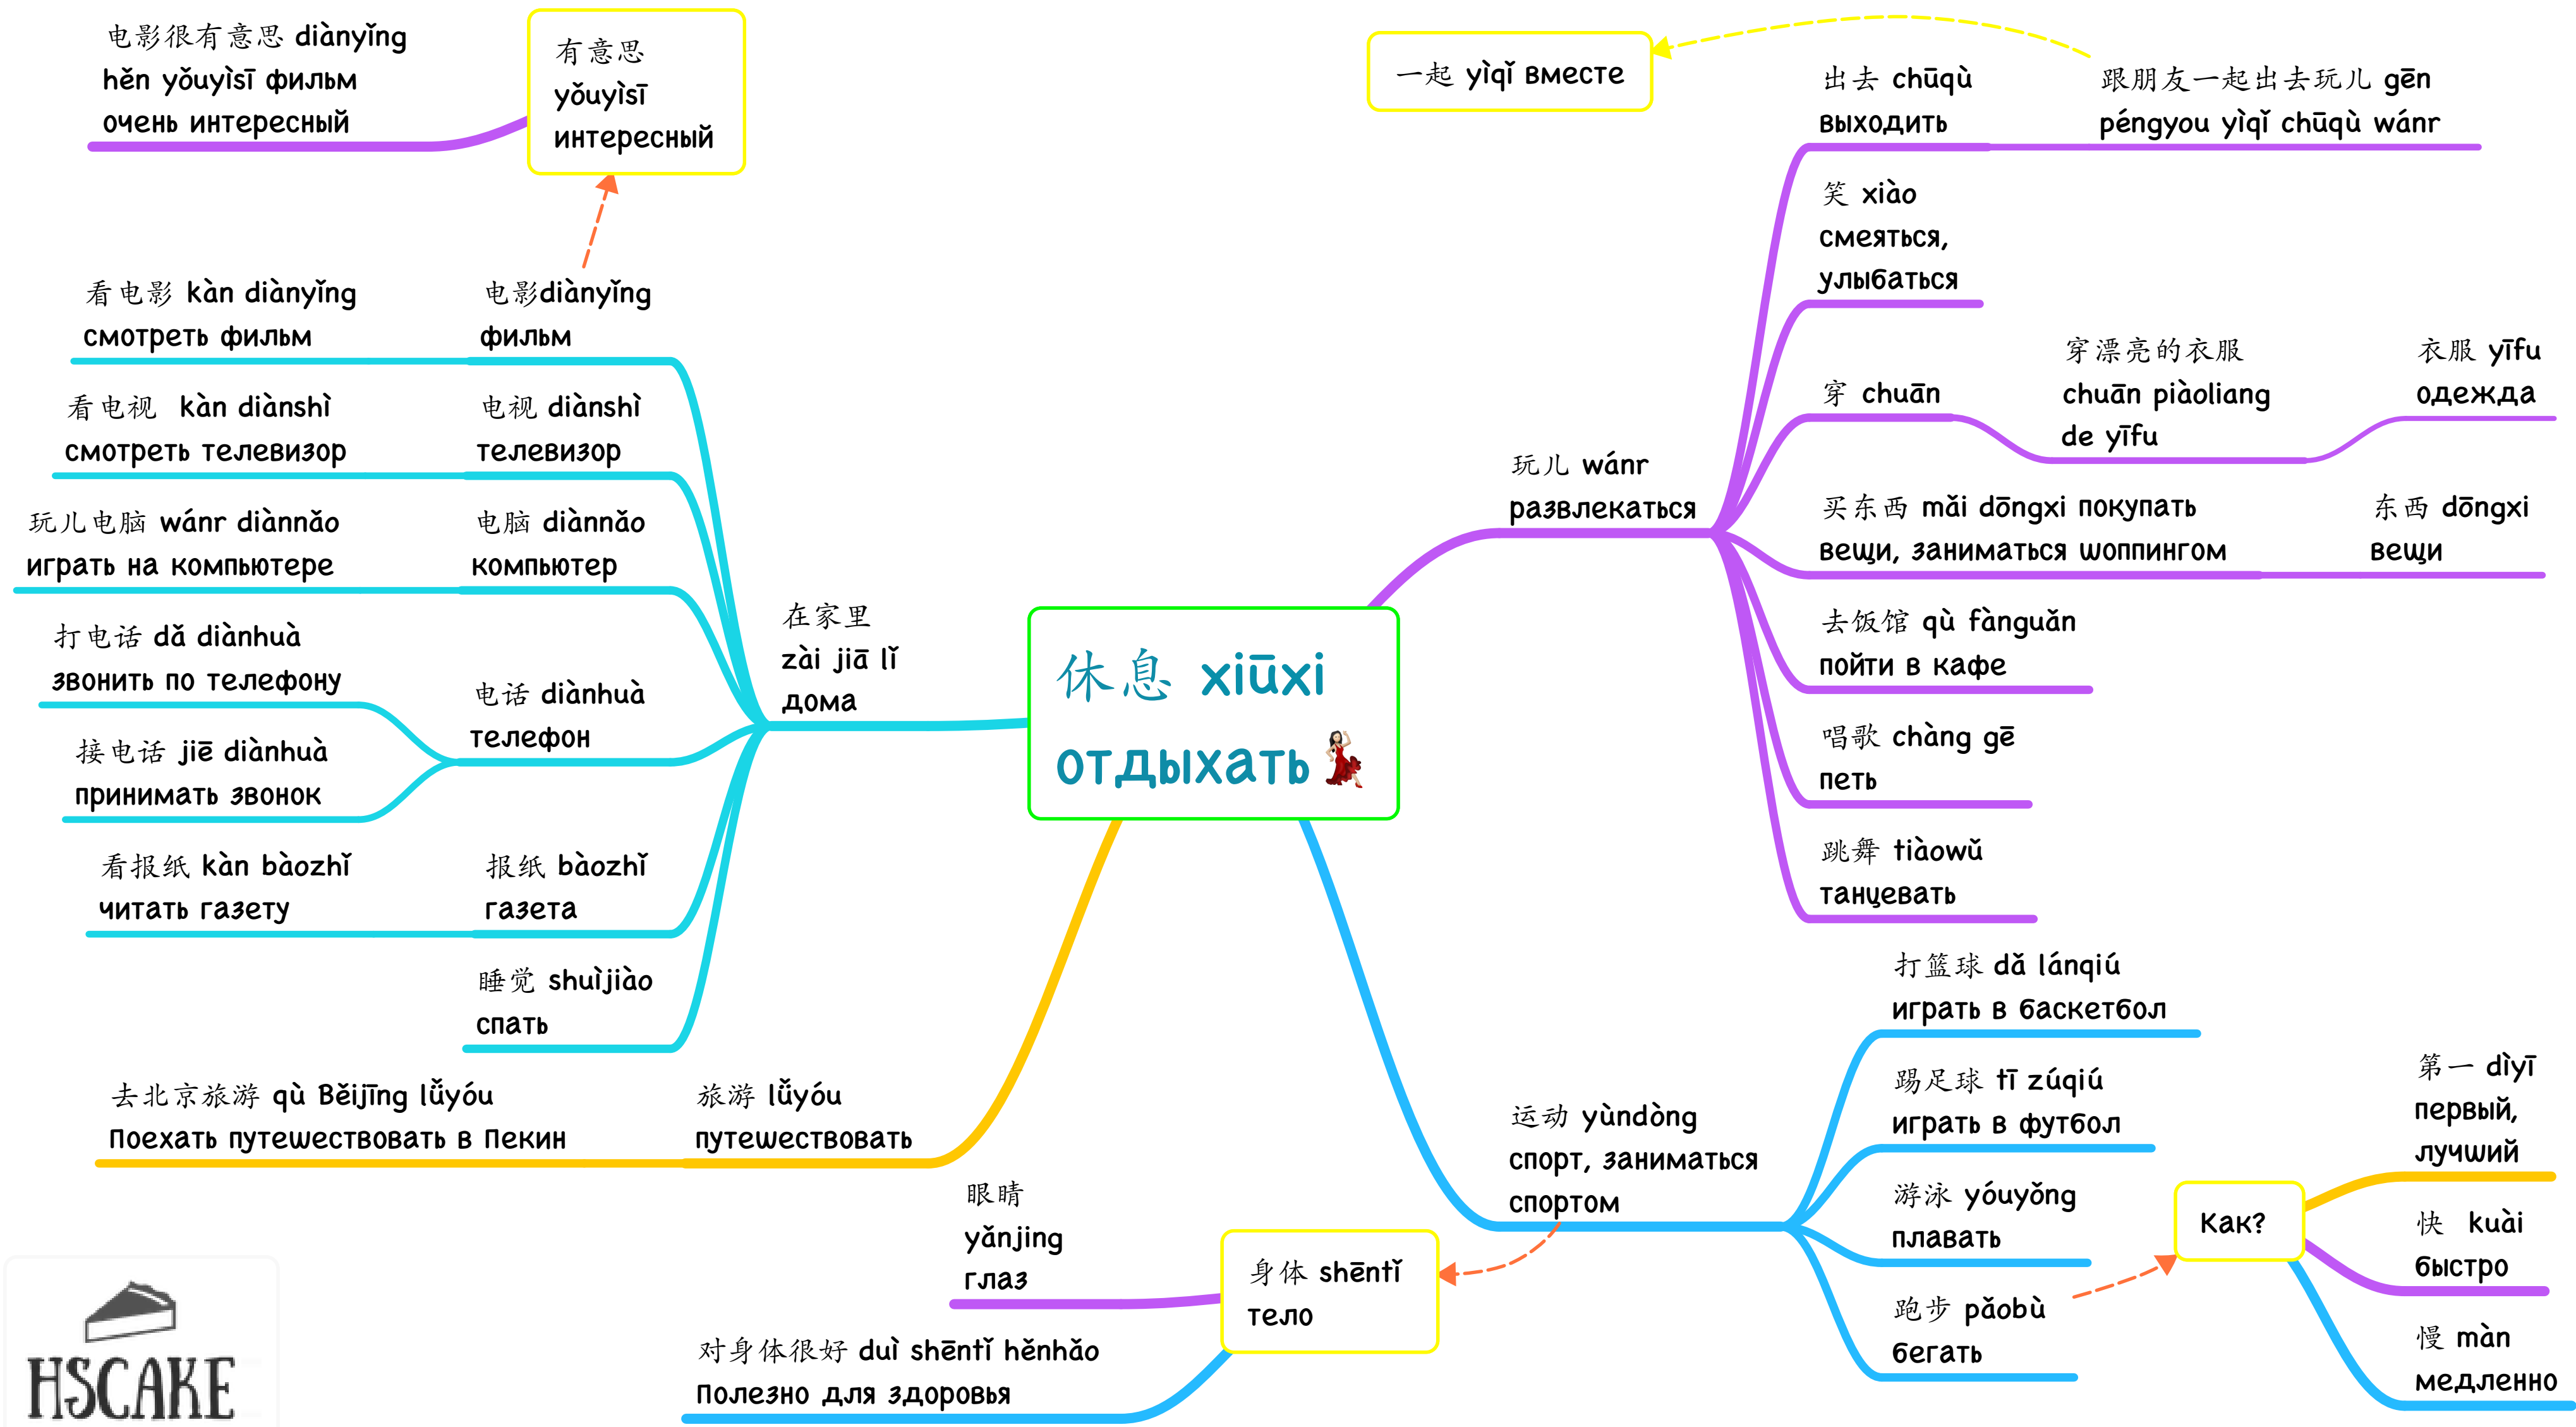 电影很有意思 diànyǐng
hěn yǒuyìsī фильм
очень интересный
有意思
yǒuyìsī
интересный
看电影 kàn diànyǐng
смотреть фильм
电影diànyǐng
фильм
看电视 kàn diànshì
смотреть телевизор
电视 diànshì
телевизор
玩儿电脑 wánr diànnǎo
играть на компьютере
电脑 diànnǎo
компьютер
打电话 dǎ diànhuà
звонить по телефону
接电话 jiē diànhuà
принимать звонок
电话 diànhuà
телефон
看报纸 kàn bàozhǐ
читать газету
报纸 bàozhǐ
газета
睡觉 shuìjiào
спать
在家里
zài jiā lǐ
дома
休息 xiūxi
отдыхать
去北京旅游 qù Běijīng lǚyóu
Поехать путешествовать в Пекин
旅游 lǚyóu
путешествовать
一起 yìqǐ вместе
出去 chūqù
выходить
跟朋友一起出去玩儿 gēn
péngyou yìqǐ chūqù wánr
笑 xiào
смеяться,
улыбаться
穿 chuān
穿漂亮的衣服
chuān piàoliang
de yīfu
衣服 yīfu
одежда
玩儿 wánr
развлекаться
买东西 mǎi dōngxi покупать
вещи, заниматься шоппингом
东西 dōngxi
вещи
去饭馆 qù fànguǎn
пойти в кафе
唱歌 chàng gē
петь
跳舞 tiàowǔ
танцевать
运动 yùndòng
спорт, заниматься
спортом
打篮球 dǎ lánqiú
играть в баскетбол
踢足球 tī zúqiú
играть в футбол
游泳 yóuyǒng
плавать
跑步 pǎobù
бегать
Как?
第一 dìyī
первый,
лучший
快 kuài
быстро
慢 màn
медленно
身体 shēntǐ
тело
眼睛
yǎnjing
глаз
对身体很好 duì shēntǐ hěnhǎo
Полезно для здоровья
HSCAKE